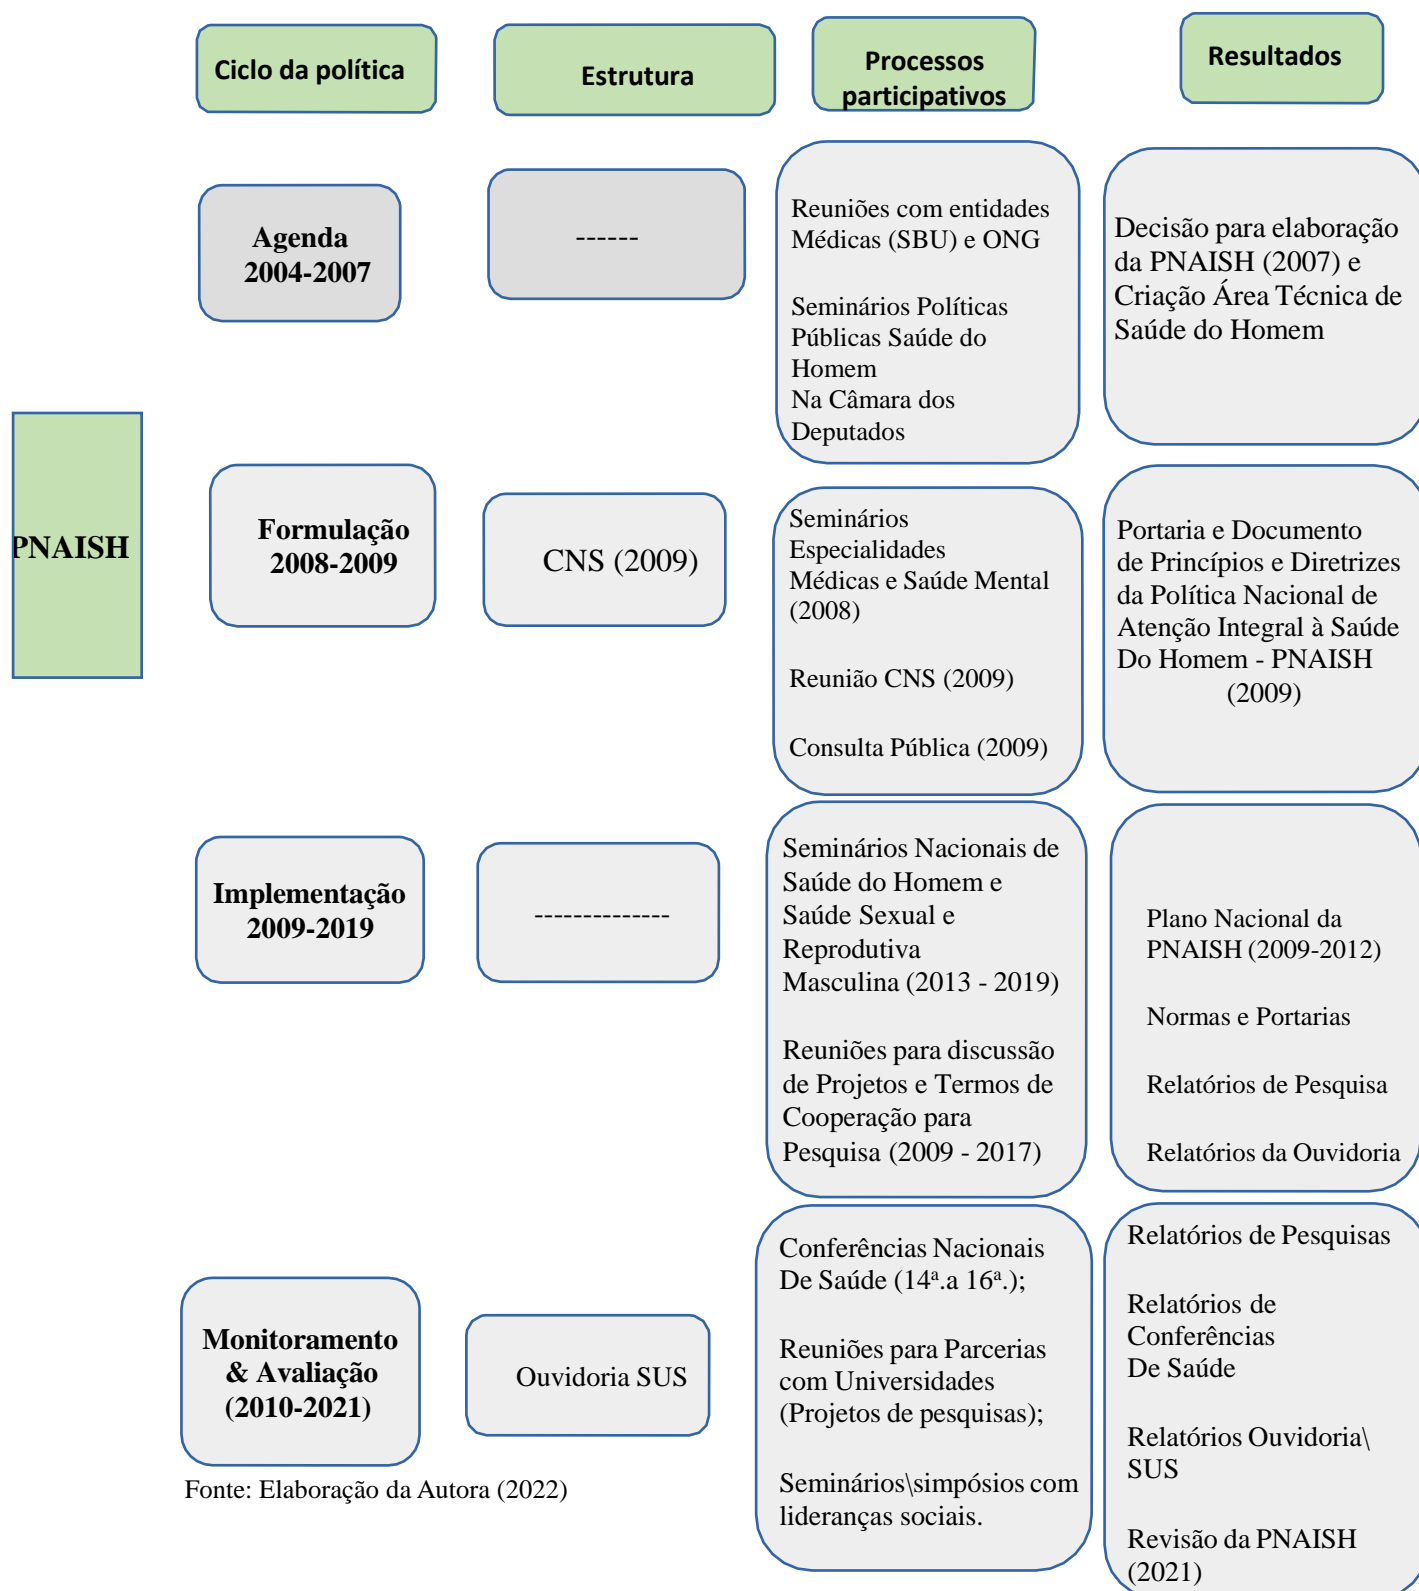 Ciclo da política
Estrutura
Processos
participativos
Resultados
PNAISH
Agenda
2004-2007
------
Reuniões com entidades
Médicas (SBU) e ONG
Seminários Políticas
Públicas Saúde do
Homem
Na Câmara dos
Deputados
Decisão para elaboração
da PNAISH (2007) e
Criação Área Técnica de
Saúde do Homem
Formulação
2008-2009
CNS (2009)
Seminários
Especialidades
Médicas e Saúde Mental
(2008)
Reunião CNS (2009)
Consulta Pública (2009)
Portaria e Documento
de Princípios e Diretrizes
da Política Nacional de
Atenção Integral à Saúde
Do Homem - PNAISH
(2009)
Implementação
2009-2019
--------------
Seminários Nacionais de
Saúde do Homem e
Saúde Sexual e
Reprodutiva
Masculina (2013 - 2019)
Reuniões para discussão
de Projetos e Termos de
Cooperação para
Pesquisa (2009 - 2017)
Plano Nacional da
PNAISH (2009-2012)
Normas e Portarias
Relatórios de Pesquisa
Relatórios da Ouvidoria
Monitoramento
& Avaliação
(2010-2021)
Ouvidoria SUS
Conferências Nacionais
De Saúde (14ª.a 16ª.);
Reuniões para Parcerias
com Universidades
(Projetos de pesquisas);
Seminários\simpósios com
lideranças sociais.
Relatórios de Pesquisas
Relatórios de
Conferências
De Saúde
Relatórios Ouvidoria\
SUS
Revisão da PNAISH
(2021)
Fonte: Elaboração da Autora (2022)